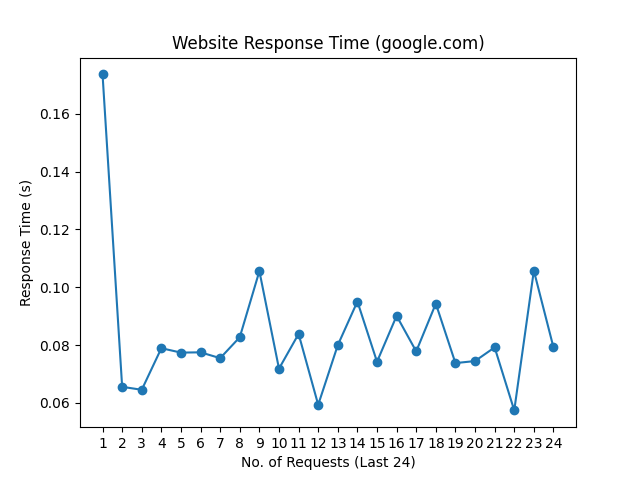 Website Response Time (google.com)
Response Time (s)
0.16
0.14
0.12
0.10
0.08
0.06
1 2 3 4 5 6 7 8 9 10 11 12 13 14 15 16 17 18 19 20 21 22 23 24
No. of Requests (Last 24)